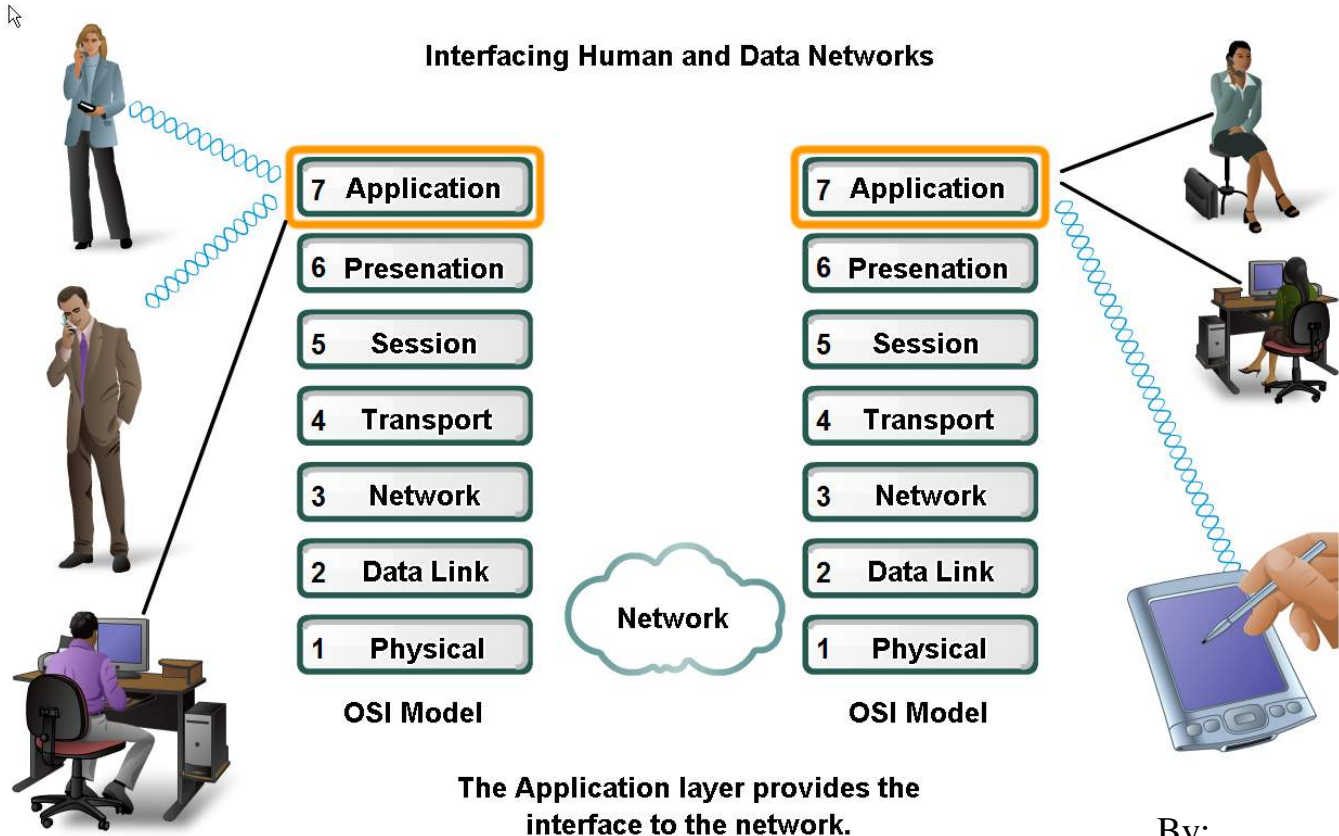 Interfacing Human and Data Networks
7 Application
6 Presenation
5 Session
4 Transport
3 Network
2 Data Link
1 Physical
OSI Model
Network
7 Application
6 Presenation
5 Session
4 Transport
3 Network
2 Data Link
1 Physical
OSI Model
The Application layer provides the
interface to the network.
By: